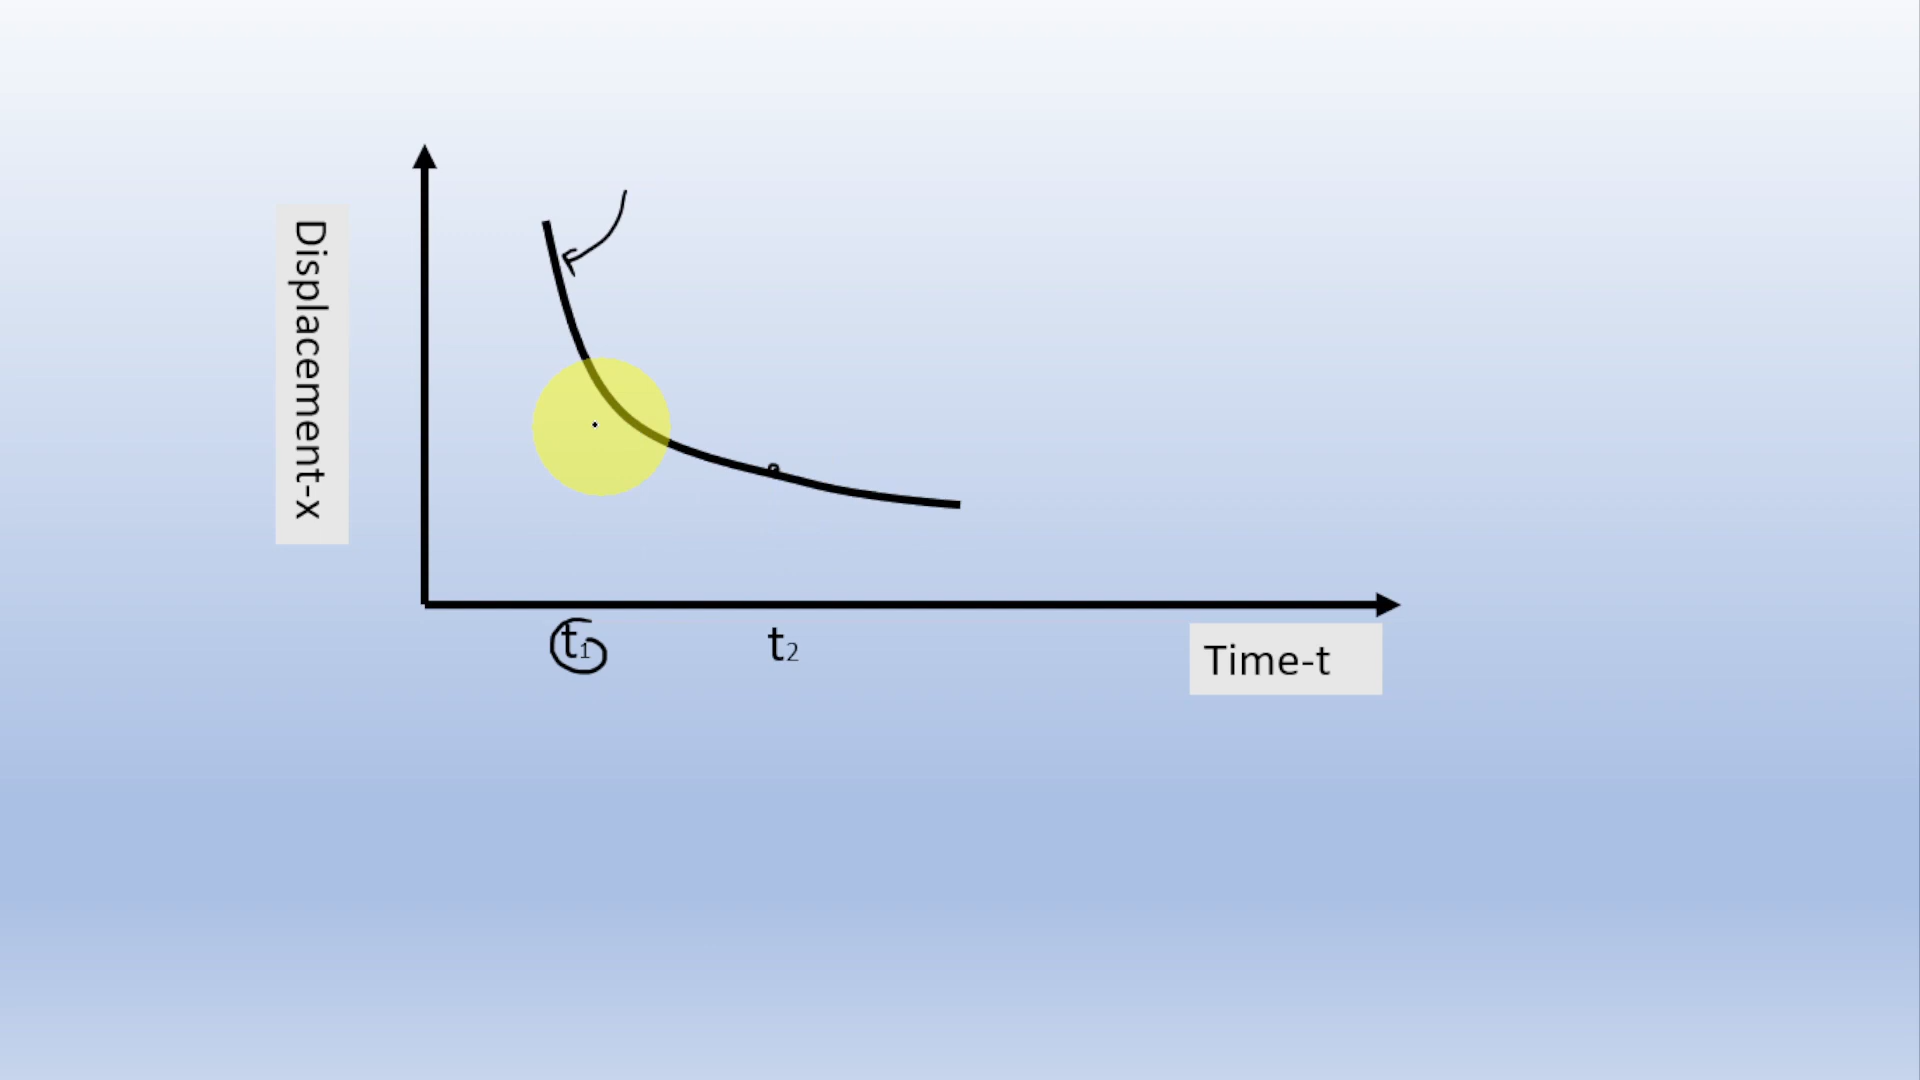 Displacement-x
t₁ t₂
Time-t